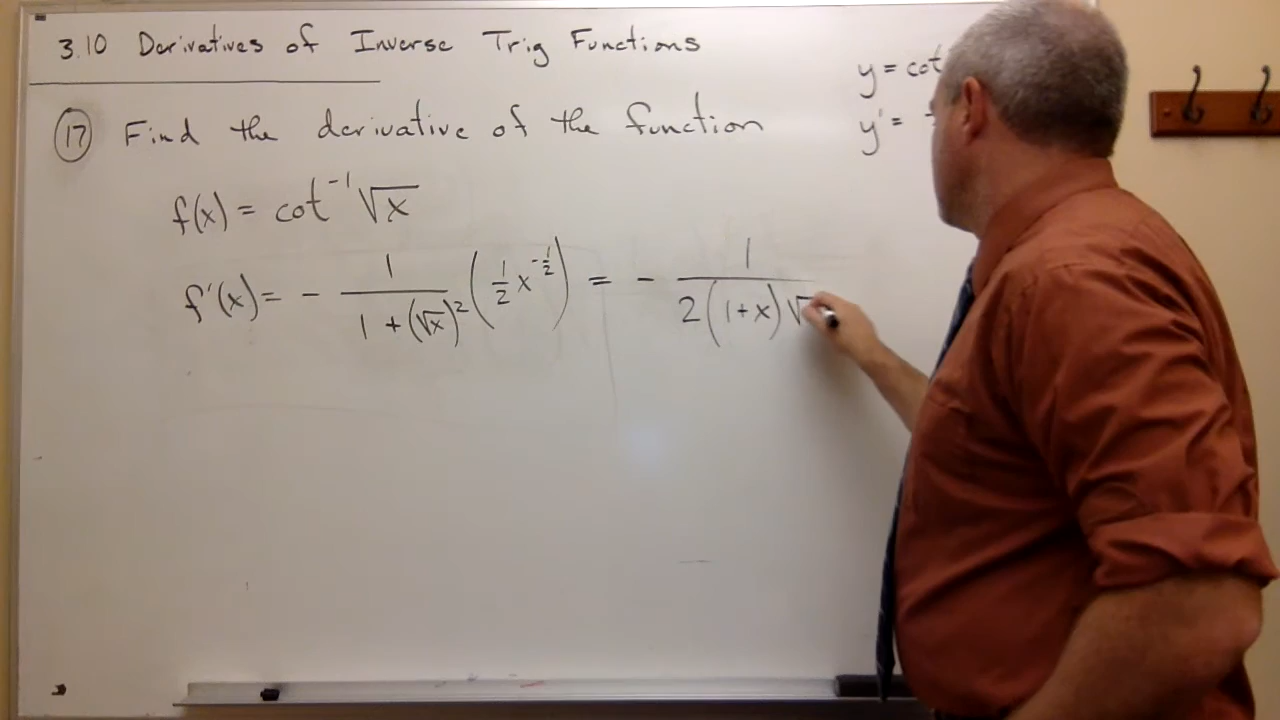 3.10 Derivatives of Inverse Trig Functions
y = cot
y' =
17 Find the derivative of the function
f(x) = cot⁻¹ √x
f'(x) = - 1/(1 + (√x)²) (1/2 x^(-1/2)) = - 1/(2(1+x)√